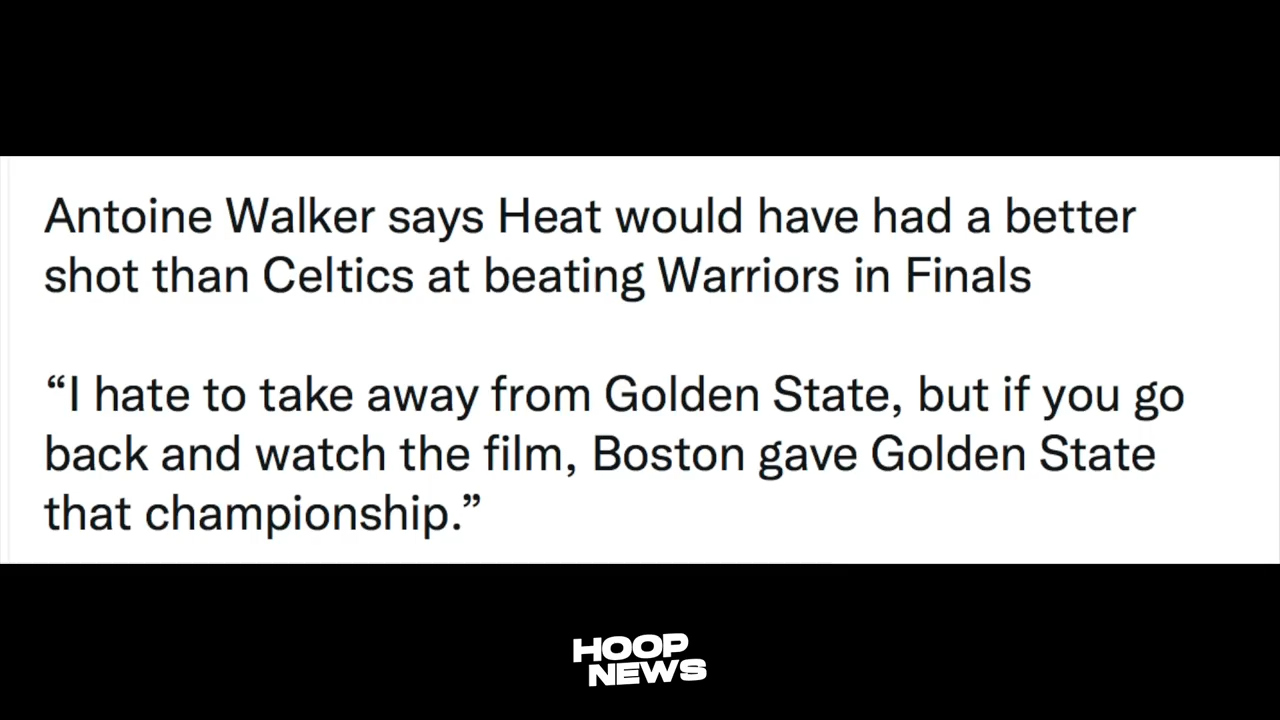 Antoine Walker says Heat would have had a better
shot than Celtics at beating Warriors in Finals
“I hate to take away from Golden State, but if you go
back and watch the film, Boston gave Golden State
that championship.”
HOOP
NEWS